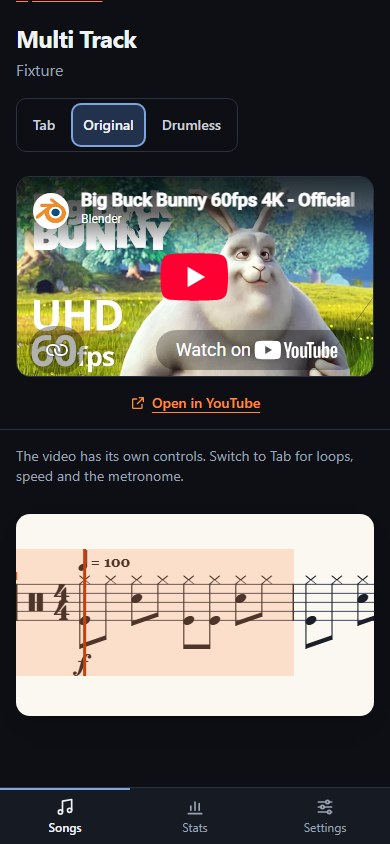 Multi Track
Fixture
Tab Original Drumless
Big Buck Bunny 60fps 4K - Official
Blender
BUNNY
UHD
60fps
Watch on YouTube
Open in YouTube
The video has its own controls. Switch to Tab for loops,
speed and the metronome.
= 100
4
4
f
Songs Stats Settings